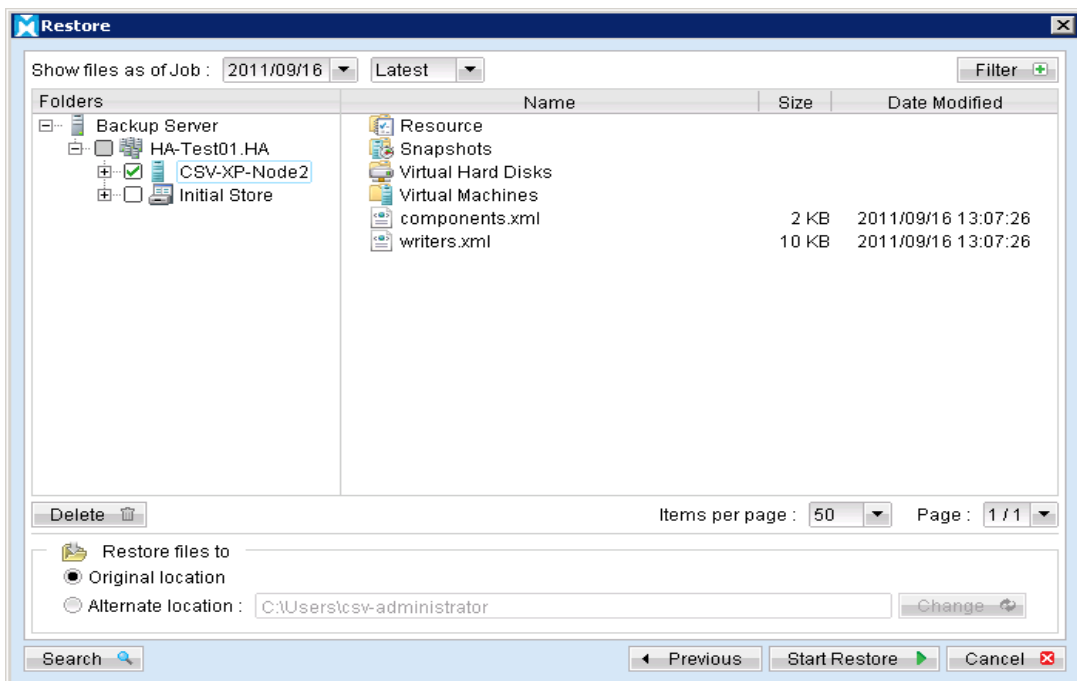 Restore
Show files as of Job : 2011/09/16 Latest Filter
Folders Name Size Date Modified
Backup Server
HA-Test01.HA
CSV-XP-Node2
Initial Store
Resource
Snapshots
Virtual Hard Disks
Virtual Machines
components.xml 2 KB 2011/09/16 13:07:26
writers.xml 10 KB 2011/09/16 13:07:26
Delete Items per page : 50 Page : 1 / 1
Restore files to
Original location
Alternate location : C:\Users\csv-administrator Change
Search Previous Start Restore Cancel